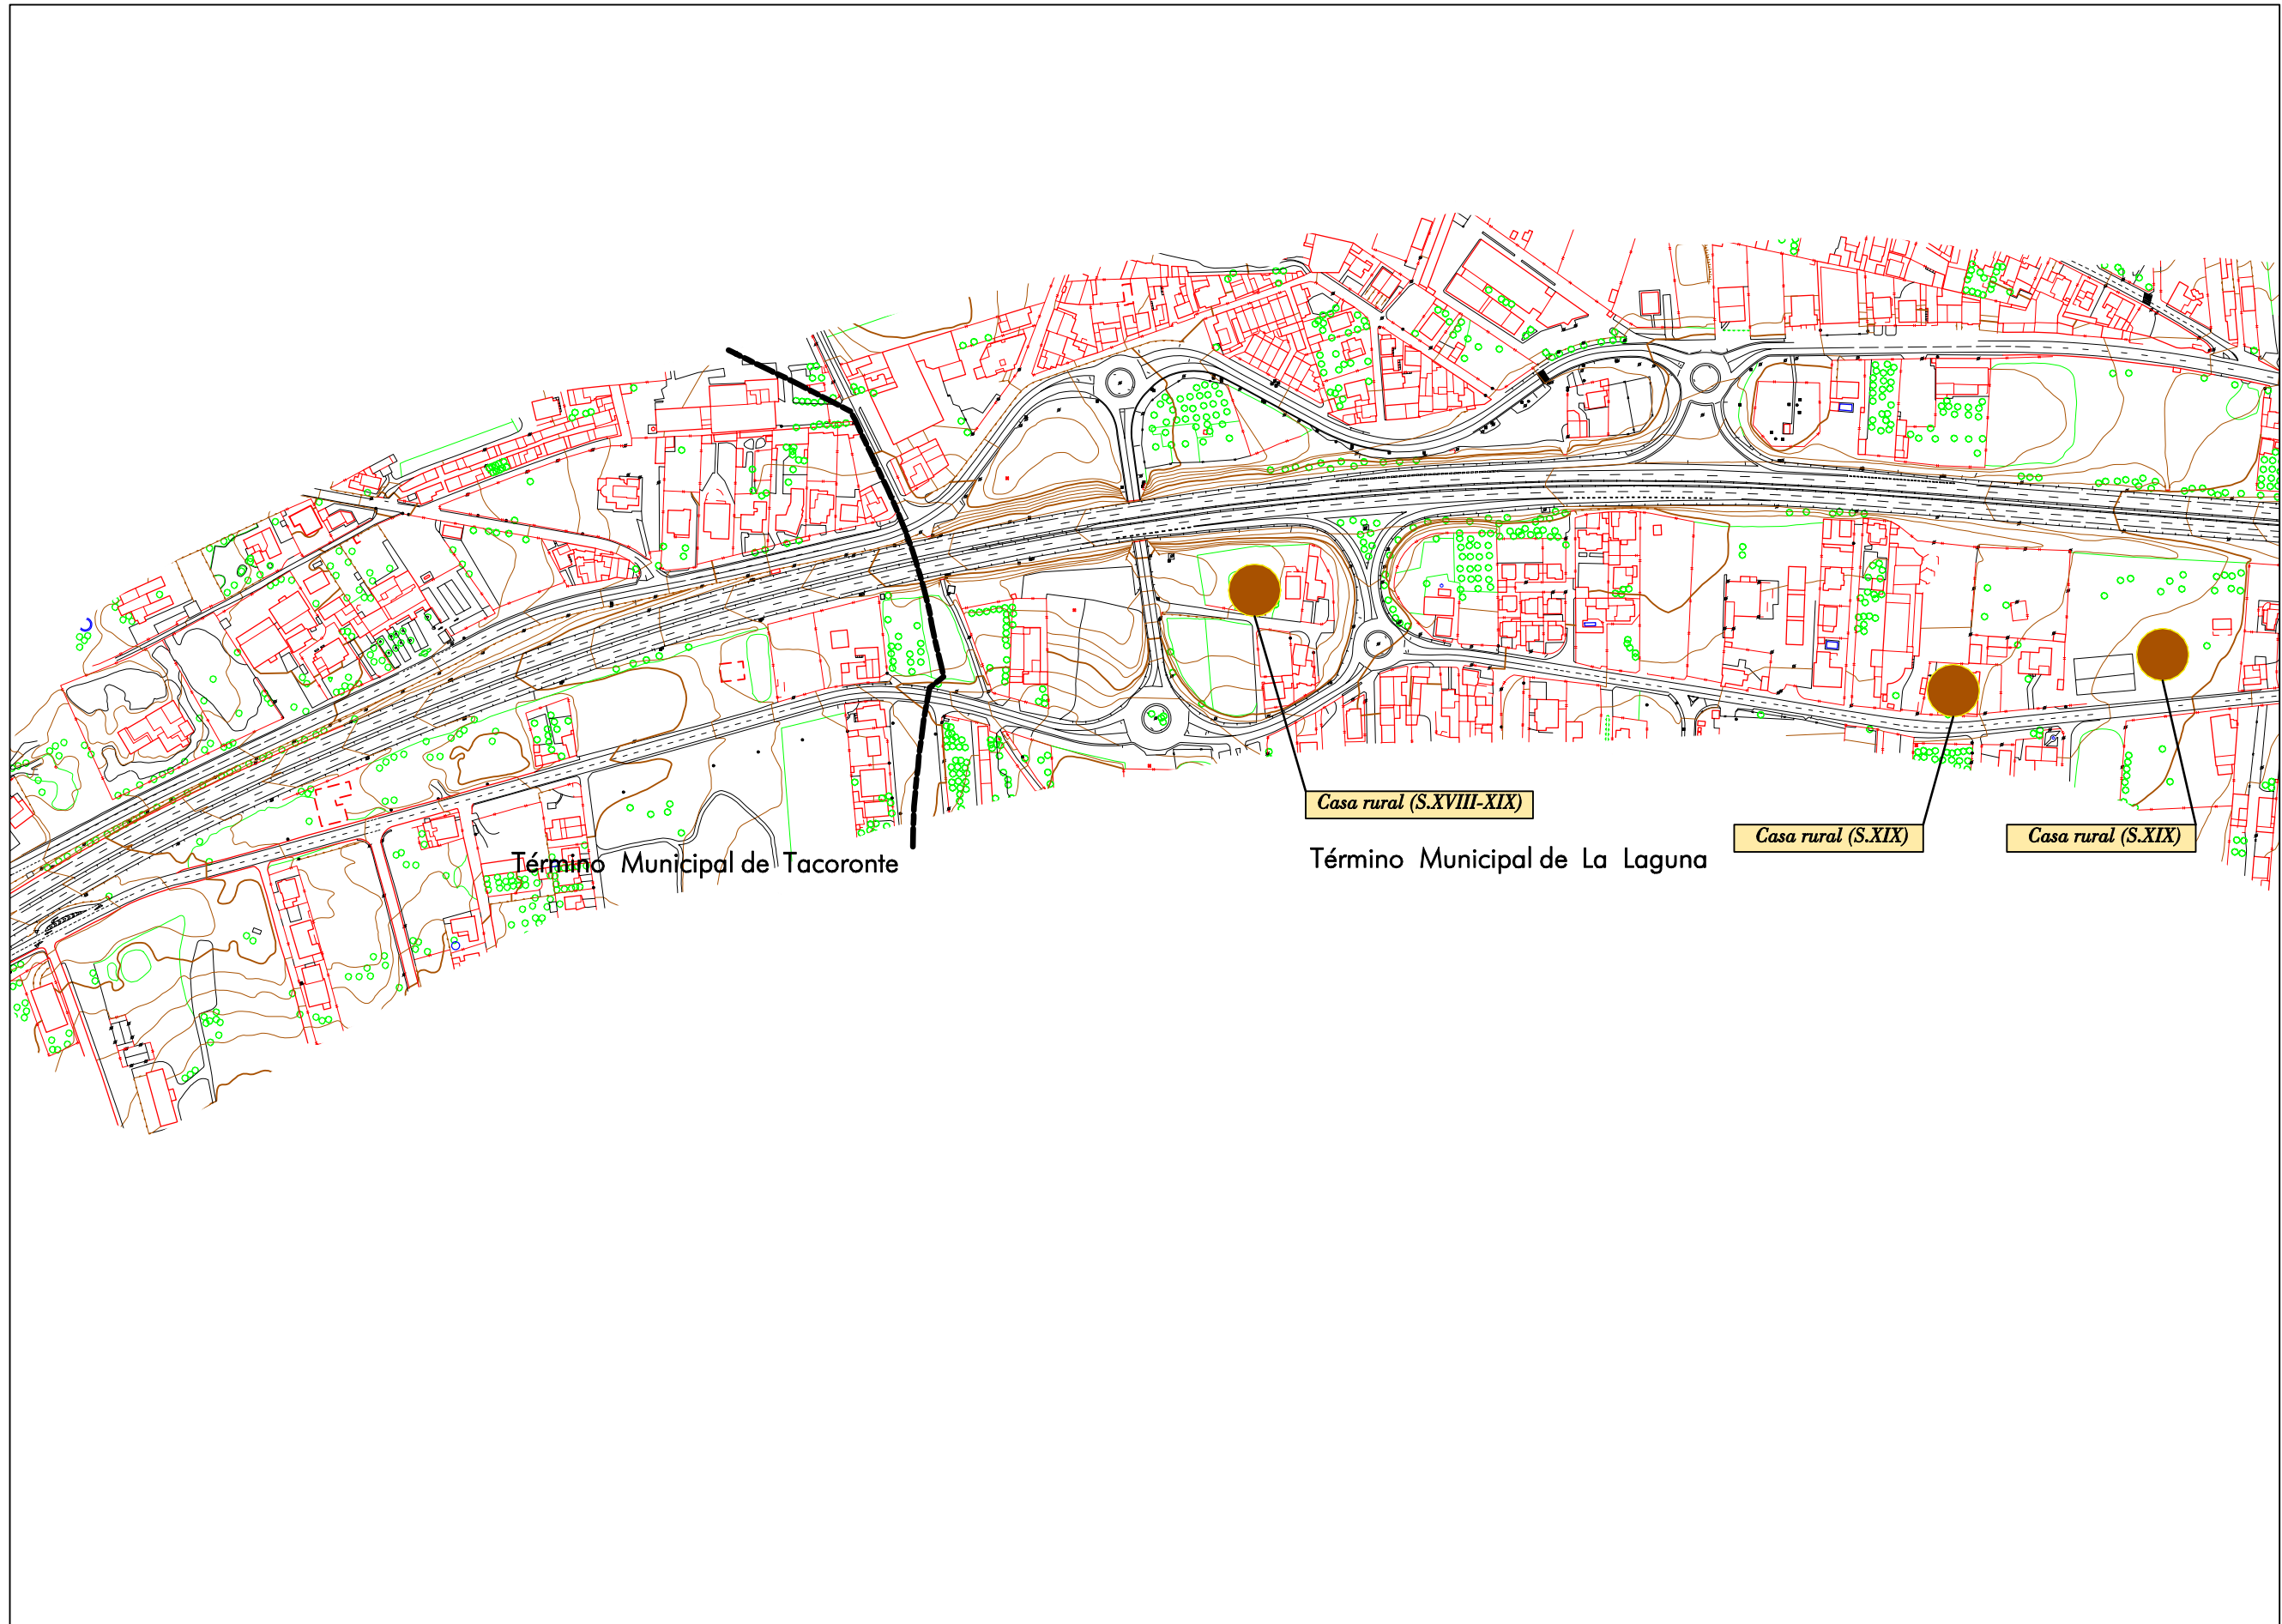 Casa rural (S.XVIII-XIX)
Casa rural (S.XIX)
Casa rural (S.XIX)
Término Municipal de Tacoronte
Término Municipal de La Laguna